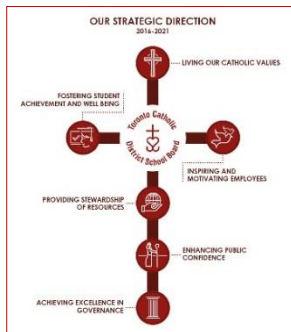 OUR STRATEGIC DIRECTION
2016-2021
LIVING OUR CATHOLIC VALUES
FOSTERING STUDENT
ACHIEVEMENT AND WELL BEING
Toronto Catholic
District School Board
INSPIRING AND
MOTIVATING EMPLOYEES
PROVIDING STEWARDSHIP
OF RESOURCES
ENHANCING PUBLIC
CONFIDENCE
ACHIEVING EXCELLENCE IN
GOVERNANCE